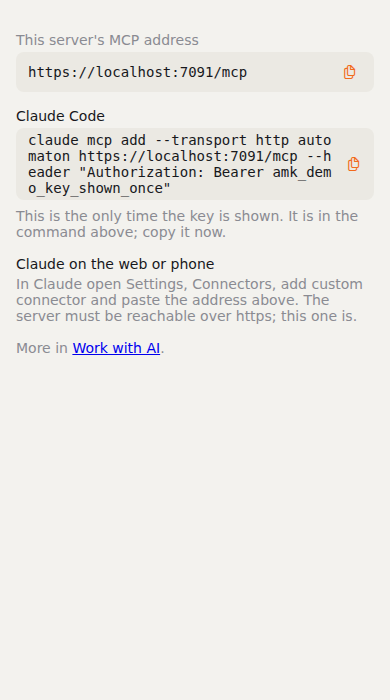 This server's MCP address
https://localhost:7091/mcp
Claude Code
claude mcp add --transport http auto
maton https://localhost:7091/mcp --h
eader "Authorization: Bearer amk_dem
o_key_shown_once"
This is the only time the key is shown. It is in the
command above; copy it now.
Claude on the web or phone
In Claude open Settings, Connectors, add custom
connector and paste the address above. The
server must be reachable over https; this one is.
More in Work with AI.